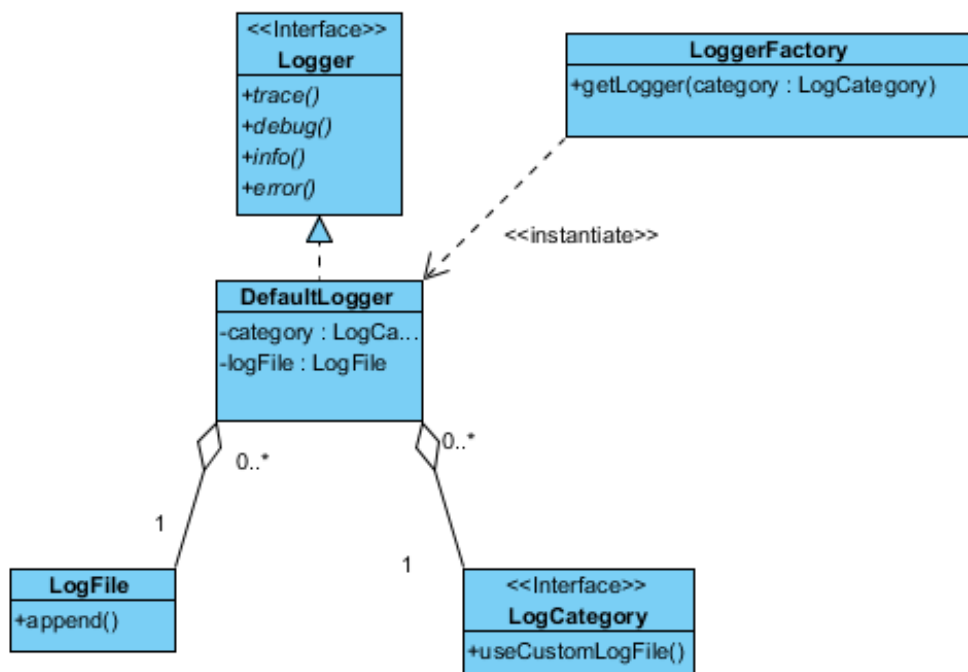 <<Interface>>
Logger
+trace()
+debug()
+info()
+error()
LoggerFactory
+getLogger(category : LogCategory)
<<instantiate>>
DefaultLogger
-category : LogCa...
-logFile : LogFile
0..*
0..*
1
1
LogFile
+append()
<<Interface>>
LogCategory
+useCustomLogFile()